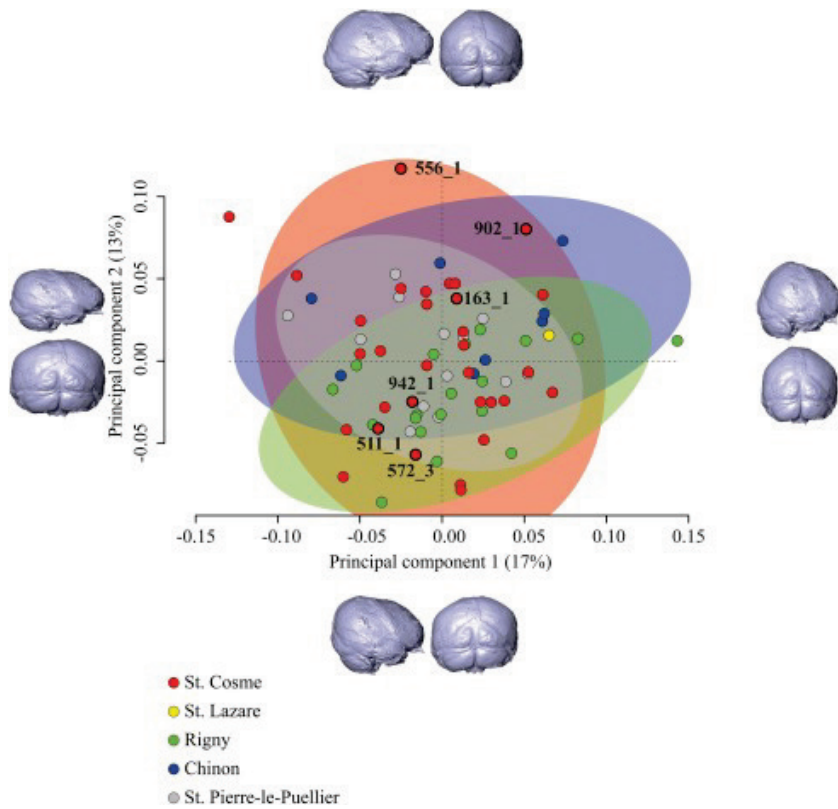 556_1
0.10
902_1
0.05
163_1
Principal component 2 (13%)
0.00
942_1
511_1
-0.05
572_3
-0.15 -0.10 -0.05 0.00 0.05 0.10 0.15
Principal component 1 (17%)
St. Cosme
St. Lazare
Rigny
Chinon
St. Pierre-le-Puellier